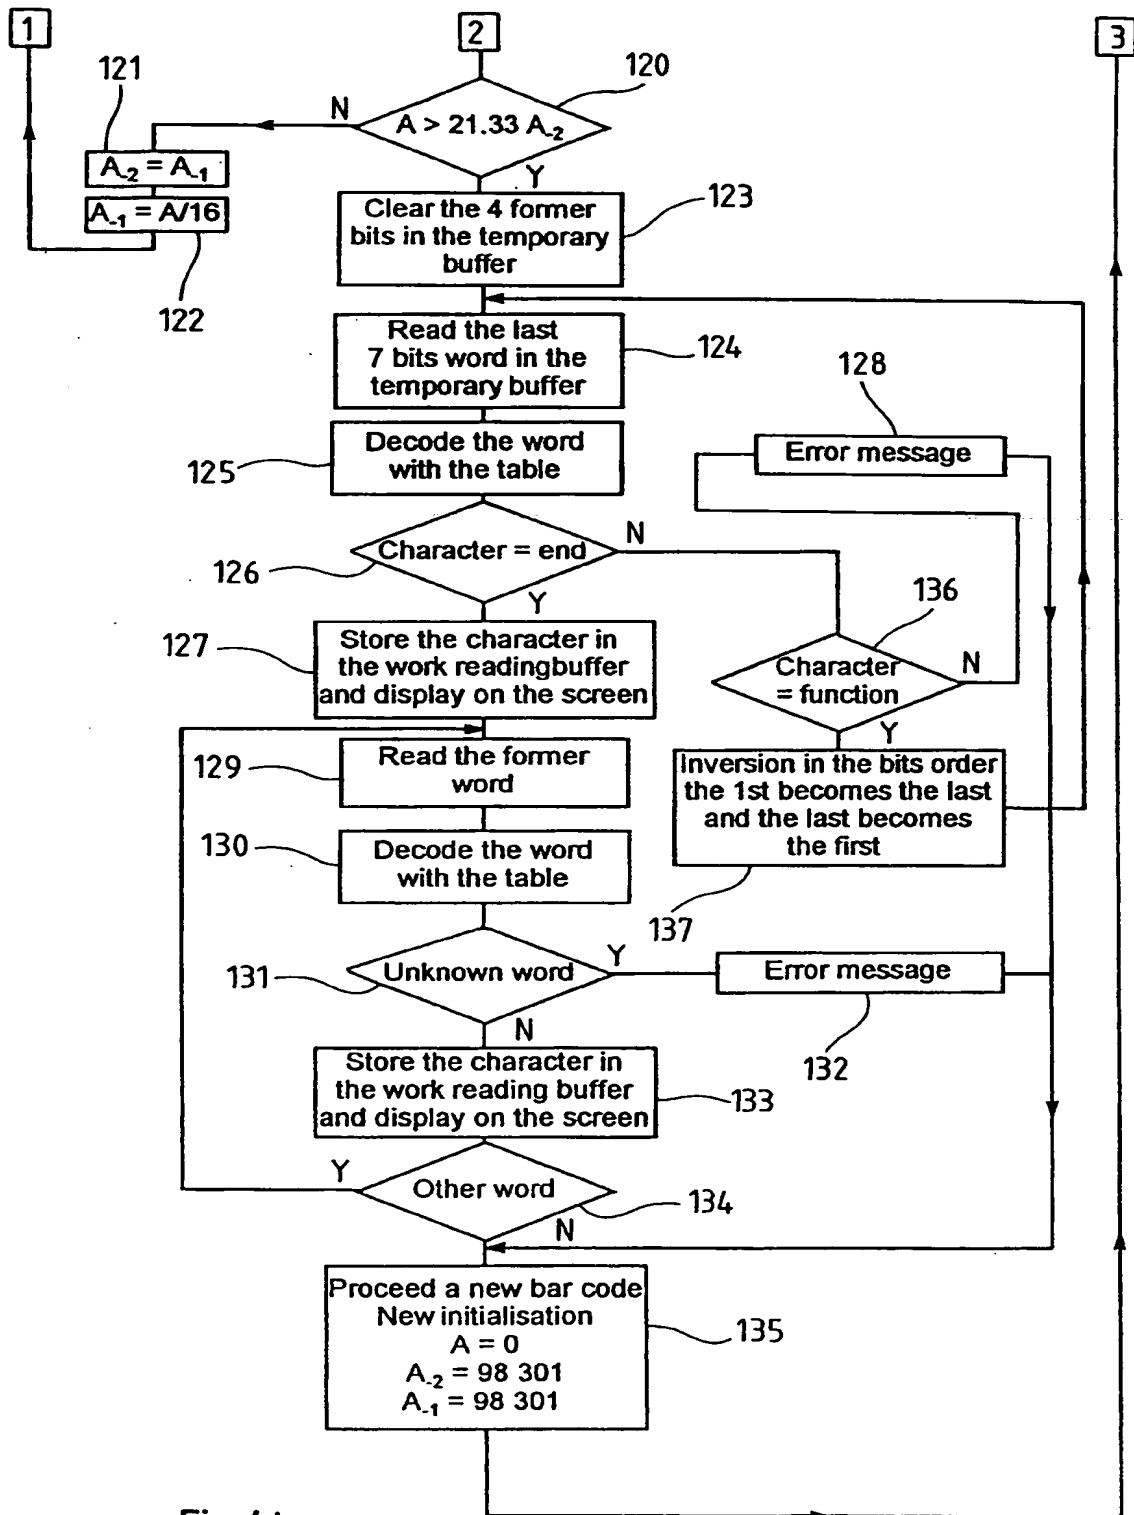 1
2
3
121
120
N
A > 21.33 A-2
A-2 = A-1
Y
A-1 = A/16
123
Clear the 4 former
bits in the temporary
buffer
122
Read the last
7 bits word in the
temporary buffer
124
128
Decode the word
with the table
125
Error message
N
Character = end
126
Y
136
127
Store the character in
the work readingbuffer
and display on the screen
Character
= function
N
Y
129
Read the former
word
Inversion in the bits order
the 1st becomes the last
and the last becomes
the first
130
Decode the word
with the table
137
Y
Unknown word
131
Error message
N
132
Store the character in
the work reading buffer
and display on the screen
133
Y
Other word
134
N
Proceed a new bar code
New initialisation
A = 0
A-2 = 98 301
A-1 = 98 301
135